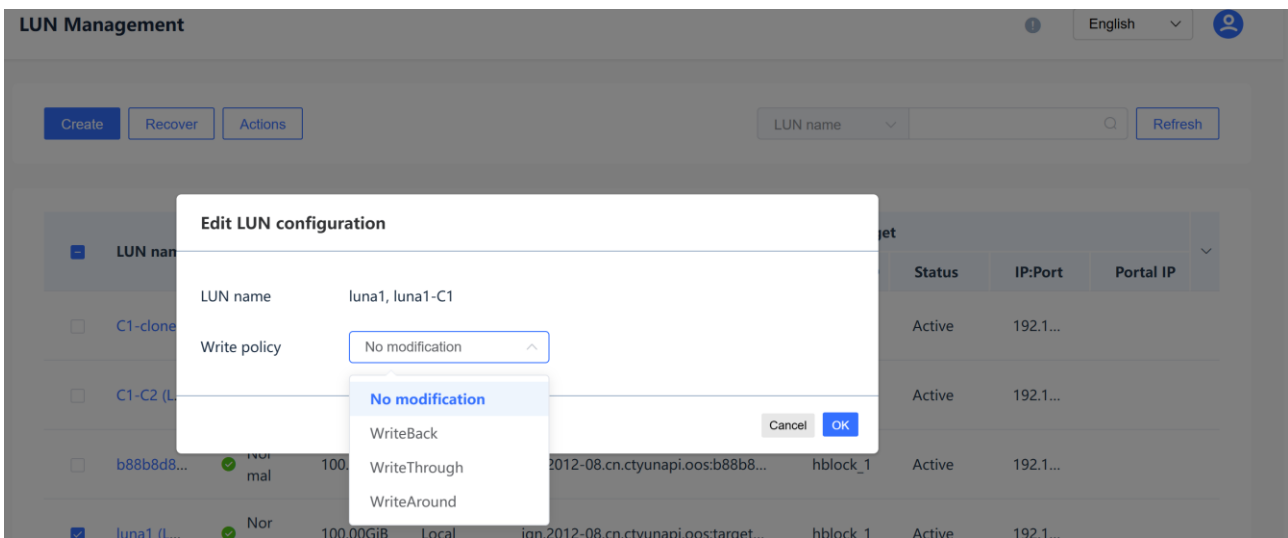 LUN Management
English
Create Recover Actions LUN name Refresh
Edit LUN configuration
LUN name luna1, luna1-C1
Write policy No modification
No modification
WriteBack
WriteThrough
WriteAround
Cancel OK
LUN nam
get
Status IP:Port Portal IP
C1-clone Active 192.1...
C1-C2 (L. Active 192.1...
b88b8d8... Nor
mal 100. 2012-08.cn.ctyunapi.oos:b88b8... hblock_1 Active 192.1...
luna1 (L... Nor 100.00GiB Local iqn.2012-08.cn.ctyunapi.oos:target... hblock_1 Active 192.1...